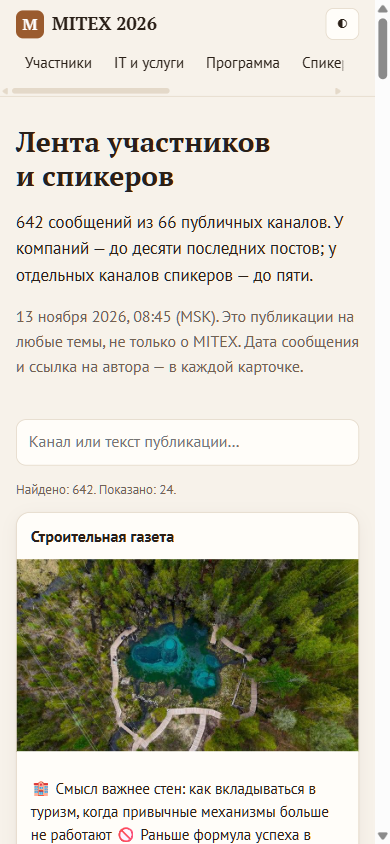 M MITEX 2026
Участники IT и услуги Программа
Лента участников
и спикеров
642 сообщений из 66 публичных каналов. У
компаний — до десяти последних постов; у
отдельных каналов спикеров — до пяти.
13 ноября 2026, 08:45 (MSK). Это публикации на
любые темы, не только о MITEX. Дата сообщения
и ссылка на автора — в каждой карточке.
Канал или текст публикации...
Найдено: 642. Показано: 24.
Строительная газета
🏨 Смысл важнее стен: как вкладываться в
туризм, когда привычные механизмы больше
не работают 🚫 Раньше формула успеха в